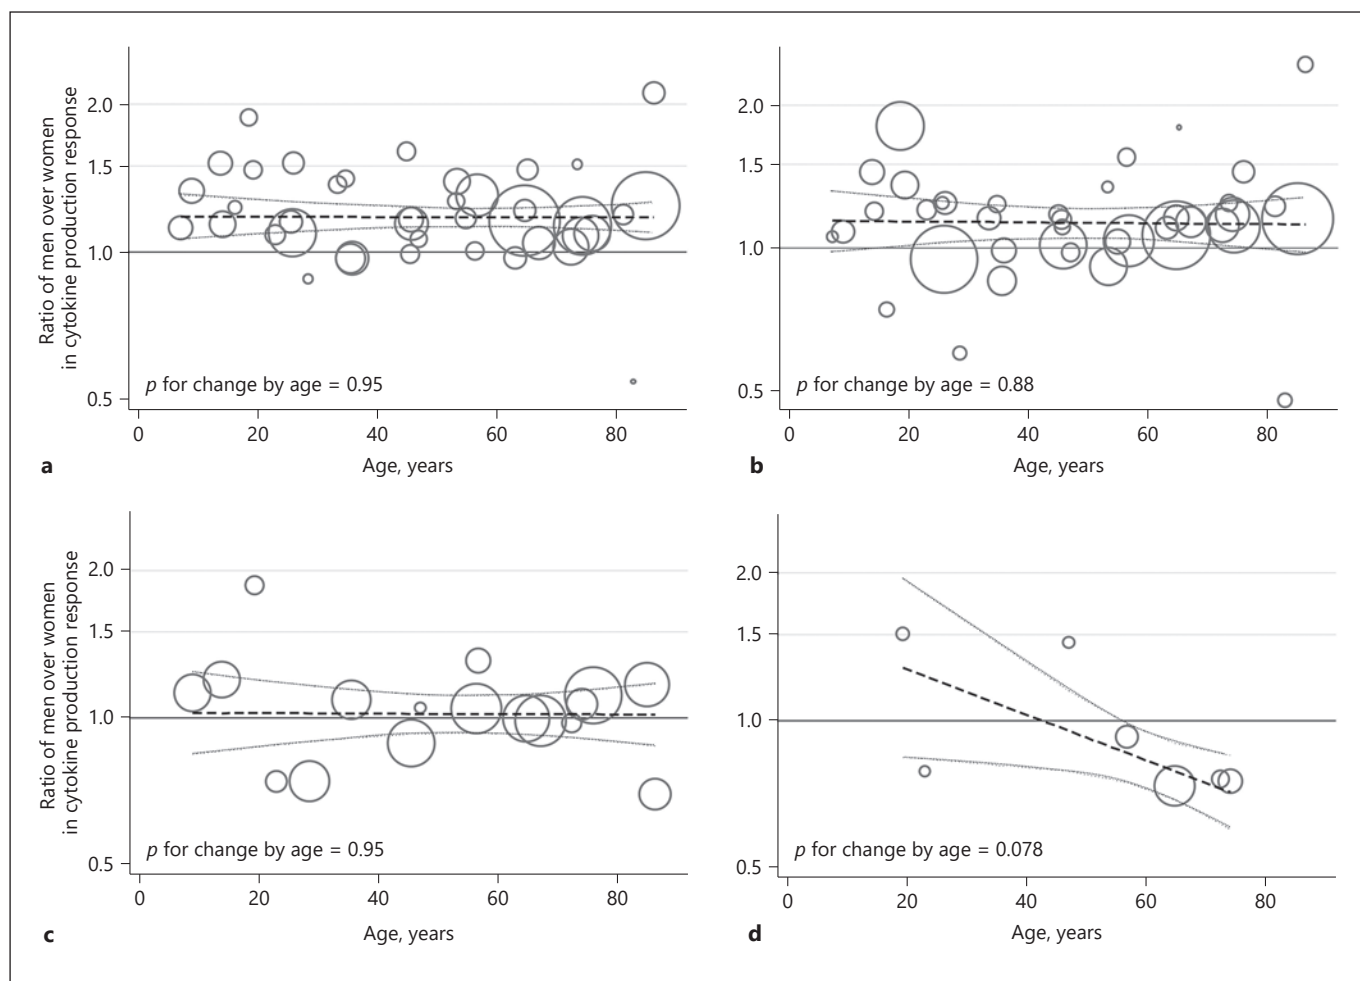 Ratio of men over women
in cytokine production response
2.0
1.5
1.0
0.5
p for change by age = 0.95
0 20 40 60 80
Age, years
a
2.0
1.5
1.0
0.5
p for change by age = 0.88
0 20 40 60 80
Age, years
b
Ratio of men over women
in cytokine production response
2.0
1.5
1.0
0.5
p for change by age = 0.95
0 20 40 60 80
Age, years
c
2.0
1.5
1.0
0.5
p for change by age = 0.078
0 20 40 60 80
Age, years
d